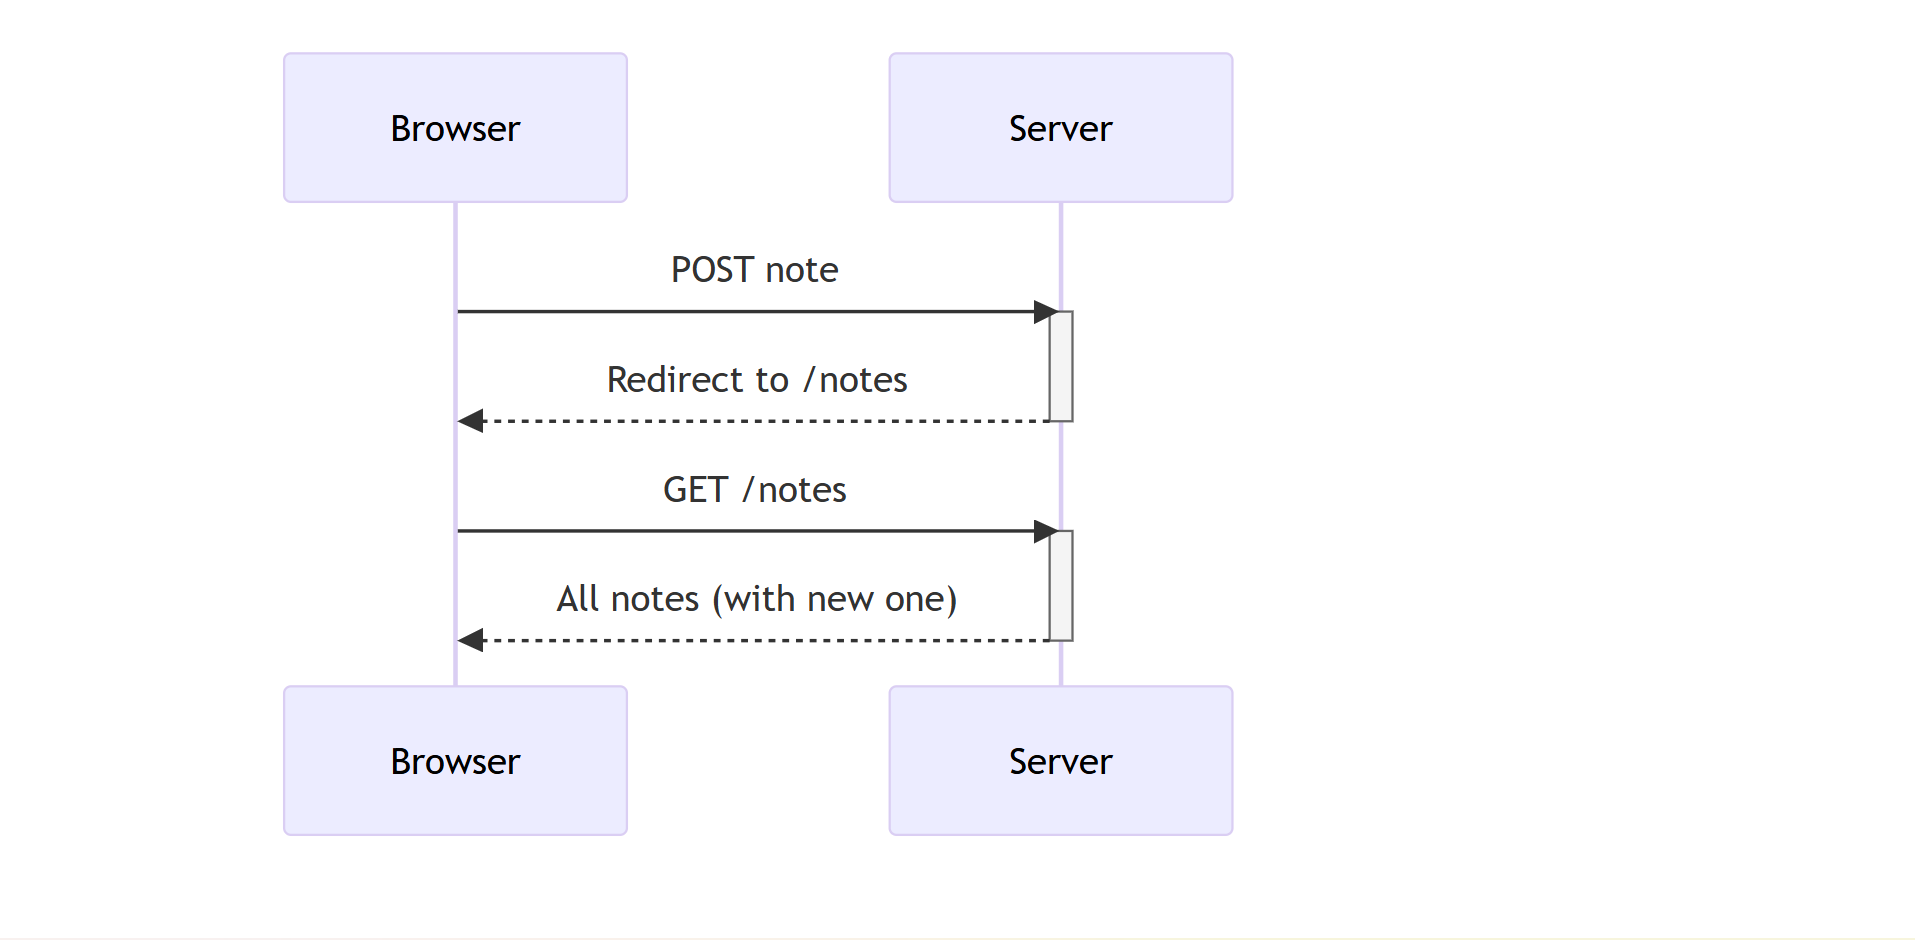 Browser
Server
POST note
Redirect to /notes
GET /notes
All notes (with new one)
Browser
Server